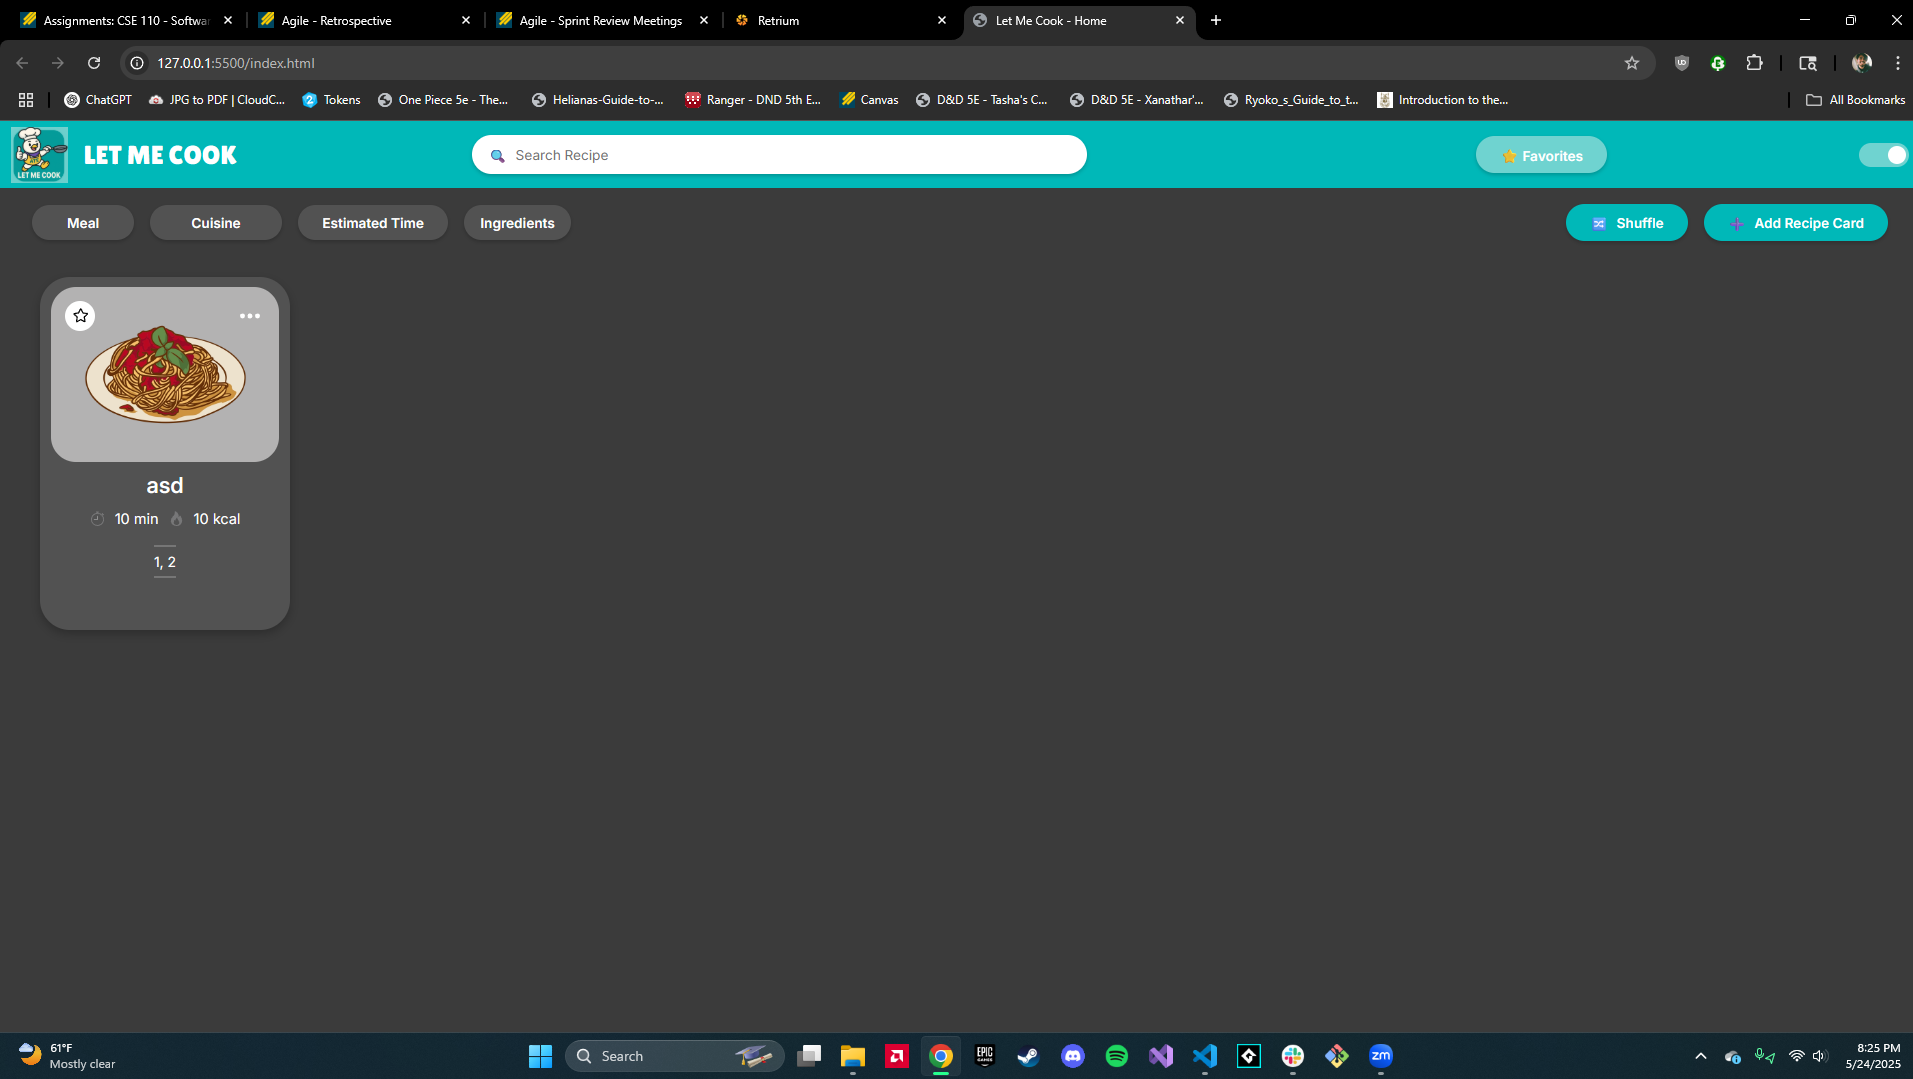 Assignments: CSE 110 - Softwar
Agile - Retrospective
Agile - Sprint Review Meetings
Retrium
Let Me Cook - Home
127.0.0.1:5500/index.html
ChatGPT
JPG to PDF | CloudC...
Tokens
One Piece 5e - The...
Helianas-Guide-to-...
Ranger - DND 5th E...
Canvas
D&D 5E - Tasha's C...
D&D 5E - Xanathar'...
Ryoko_s_Guide_to_t...
Introduction to the...
All Bookmarks
LET ME COOK
LET ME COOK
Search Recipe
Favorites
Meal
Cuisine
Estimated Time
Ingredients
Shuffle
Add Recipe Card
asd
10 min
10 kcal
1, 2
61°F
Mostly clear
Search
EPIC
GAMES
zm
8:25 PM
5/24/2025